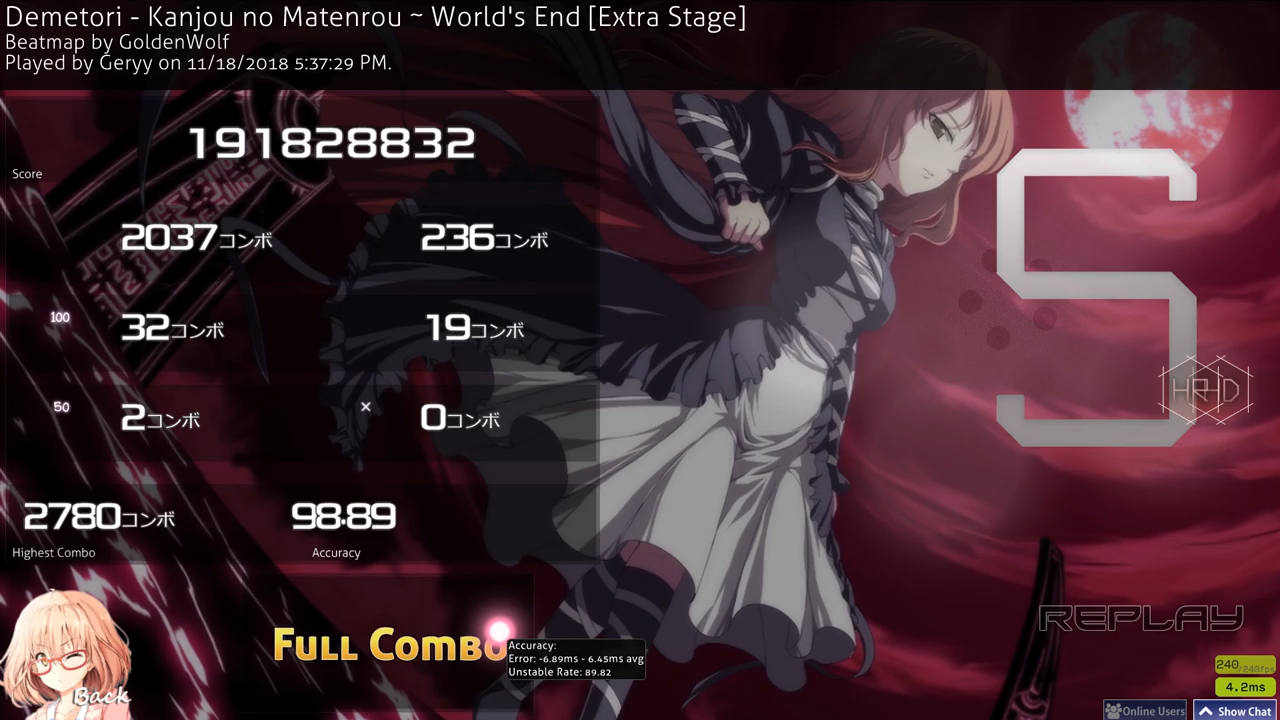 Demetori - Kanjou no Matenrou ~ World's End [Extra Stage]
Beatmap by GoldenWolf
Played by Geryy on 11/18/2018 5:37:29 PM.
191828832
Score
2037コンボ 236コンボ
100 32コンボ 19コンボ
50 2コンボ × 0コンボ
2780コンボ 98.89
Highest Combo Accuracy
S
HR HD
FULL COMBO
Accuracy:
Error: -6.89ms - 6.45ms avg
Unstable Rate: 89.82
REPLAY
Back
240/240fps
4.2ms
Online Users Show Chat